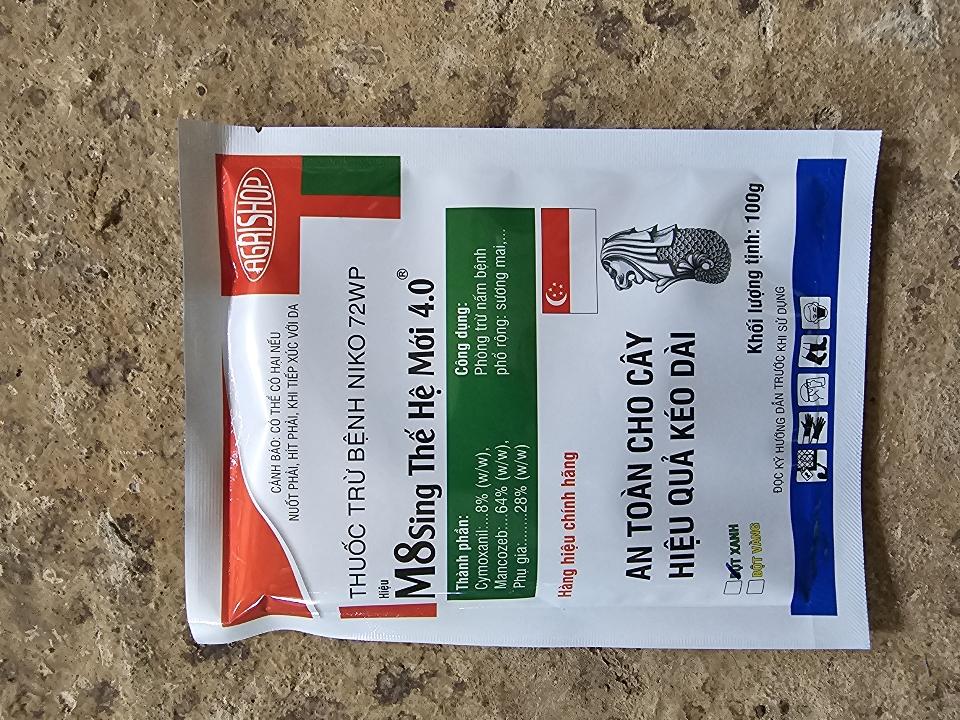 AGRISHOP
CẢNH BÁO: CÓ THỂ CÓ HẠI NẾU
NUỐT PHẢI, HÍT PHẢI, KHI TIẾP XÚC VỚI DA
THUỐC TRỪ BỆNH NIKO 72WP
Hiệu
M8Sing Thế Hệ Mới 4.0®
Thành phần:
Cymoxanil:...8% (w/w),
Mancozeb:...64% (w/w),
Phụ gia:.......28% (w/w)
Công dụng:
Phòng trừ nấm bệnh
phổ rộng: sương mai,...
Hàng hiệu chính hãng
AN TOÀN CHO CÂY
HIỆU QUẢ KÉO DÀI
Khối lượng tịnh: 100g
BỘT XANH
BỘT VÀNG
ĐỌC KỸ HƯỚNG DẪN TRƯỚC KHI SỬ DỤNG